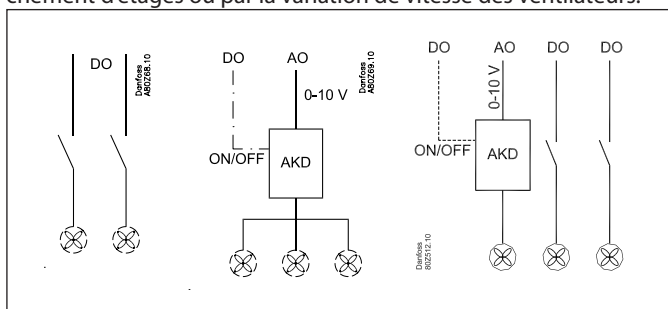 chement d'étages ou par la variation de vitesse des ventilateurs.
DO
Danfoss
A80Z68.10
DO
AO
Danfoss
A80Z69.10
0-10 V
ON/OFF
AKD
DO
AO
DO
DO
0-10 V
ON/OFF
AKD
Danfoss
80Z512.10